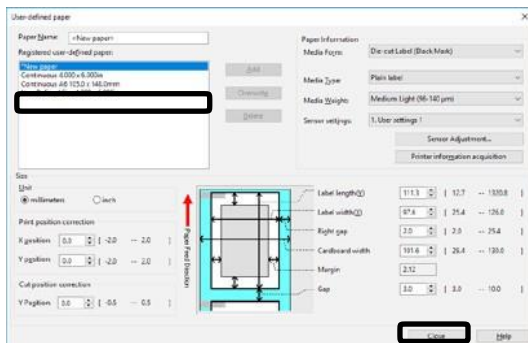 User-defined paper
Paper Name: <New paper>
Registered user-defined paper:
*New paper
Continuous 4.000 x 6.000in
Continuous A6 105.0 x 148.0mm
Add
Overwrite
Delete
Paper Information
Media Form: Die-cut Label (Black Mark)
Media Type: Plain label
Media Weight: Medium Light (96-140 μm)
Sensor settings: 1. User settings 1
Sensor Adjustment...
Printer information acquisition
Size
Unit
millimeters
inch
Print position correction
X position 0.0 [ -2.0 -- 2.0 ]
Y position 0.0 [ -2.0 -- 2.0 ]
Cut position correction
Y Position 0.0 [ -0.5 -- 0.5 ]
Paper Feed Direction
Label length(Y) 111.3 [ 12.7 -- 1320.8 ]
Label width(X) 97.6 [ 25.4 -- 126.0 ]
Right gap 2.0 [ 2.0 -- 25.4 ]
Cardboard width 101.6 [ 25.4 -- 130.0 ]
Margin 2.12
Gap 3.0 [ 3.0 -- 10.0 ]
Close
Help